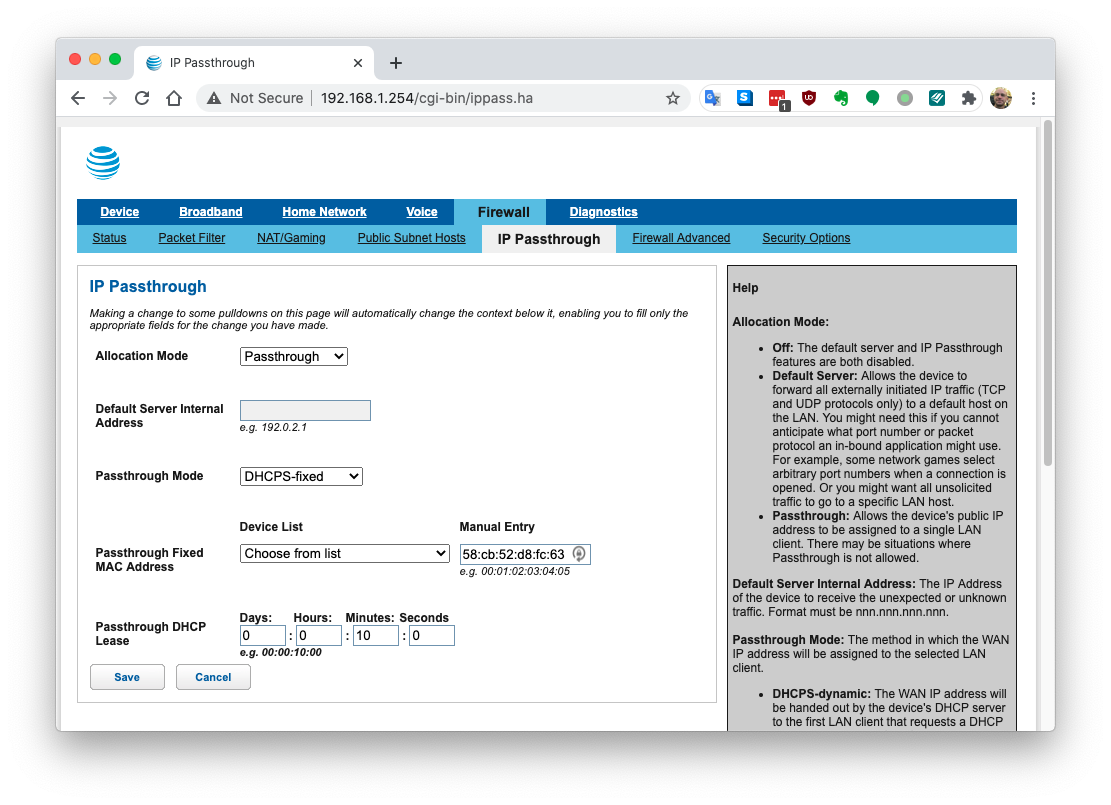 IP Passthrough
Not Secure 192.168.1.254/cgi-bin/ippass.ha
S
1
UD
Device Broadband Home Network Voice Firewall Diagnostics
Status Packet Filter NAT/Gaming Public Subnet Hosts IP Passthrough Firewall Advanced Security Options
IP Passthrough
Making a change to some pulldowns on this page will automatically change the context below it, enabling you to fill only the
appropriate fields for the change you have made.
Allocation Mode Passthrough
Default Server Internal
Address
e.g. 192.0.2.1
Passthrough Mode DHCPS-fixed
Device List Manual Entry
Passthrough Fixed
MAC Address
Choose from list 58:cb:52:d8:fc:63
e.g. 00:01:02:03:04:05
Days: Hours: Minutes: Seconds
Passthrough DHCP
Lease
0 : 0 : 10 : 0
e.g. 00:00:10:00
Save Cancel
Help
Allocation Mode:
• Off: The default server and IP Passthrough
features are both disabled.
• Default Server: Allows the device to
forward all externally initiated IP traffic (TCP
and UDP protocols only) to a default host on
the LAN. You might need this if you cannot
anticipate what port number or packet
protocol an in-bound application might use.
For example, some network games select
arbitrary port numbers when a connection is
opened. Or you might want all unsolicited
traffic to go to a specific LAN host.
• Passthrough: Allows the device's public IP
address to be assigned to a single LAN
client. There may be situations where
Passthrough is not allowed.
Default Server Internal Address: The IP Address
of the device to receive the unexpected or unknown
traffic. Format must be nnn.nnn.nnn.nnn.
Passthrough Mode: The method in which the WAN
IP address will be assigned to the selected LAN
client.
• DHCPS-dynamic: The WAN IP address will
be handed out by the device's DHCP server
to the first LAN client that requests a DHCP